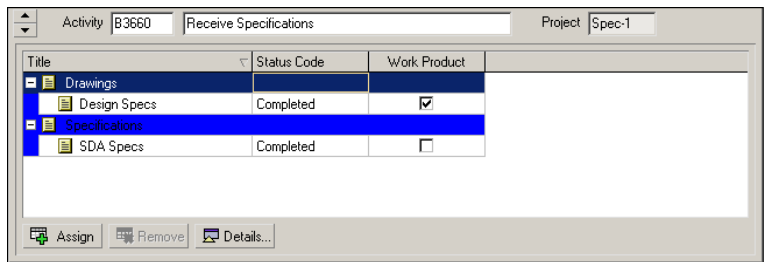 Activity B3660 Receive Specifications Project Spec-1
Title Status Code Work Product
Drawings
Design Specs Completed
Specifications
SDA Specs Completed
Assign Remove Details...